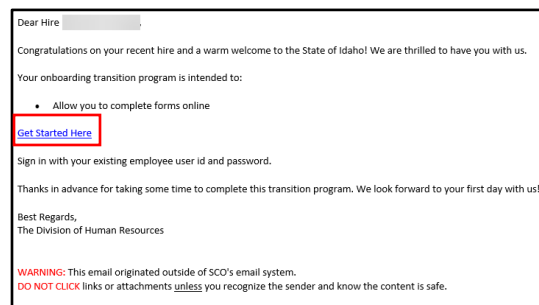 Dear Hire ,
Congratulations on your recent hire and a warm welcome to the State of Idaho! We are thrilled to have you with us.
Your onboarding transition program is intended to:
• Allow you to complete forms online
Get Started Here
Sign in with your existing employee user id and password.
Thanks in advance for taking some time to complete this transition program. We look forward to your first day with us!
Best Regards,
The Division of Human Resources
WARNING: This email originated outside of SCO's email system.
DO NOT CLICK links or attachments unless you recognize the sender and know the content is safe.